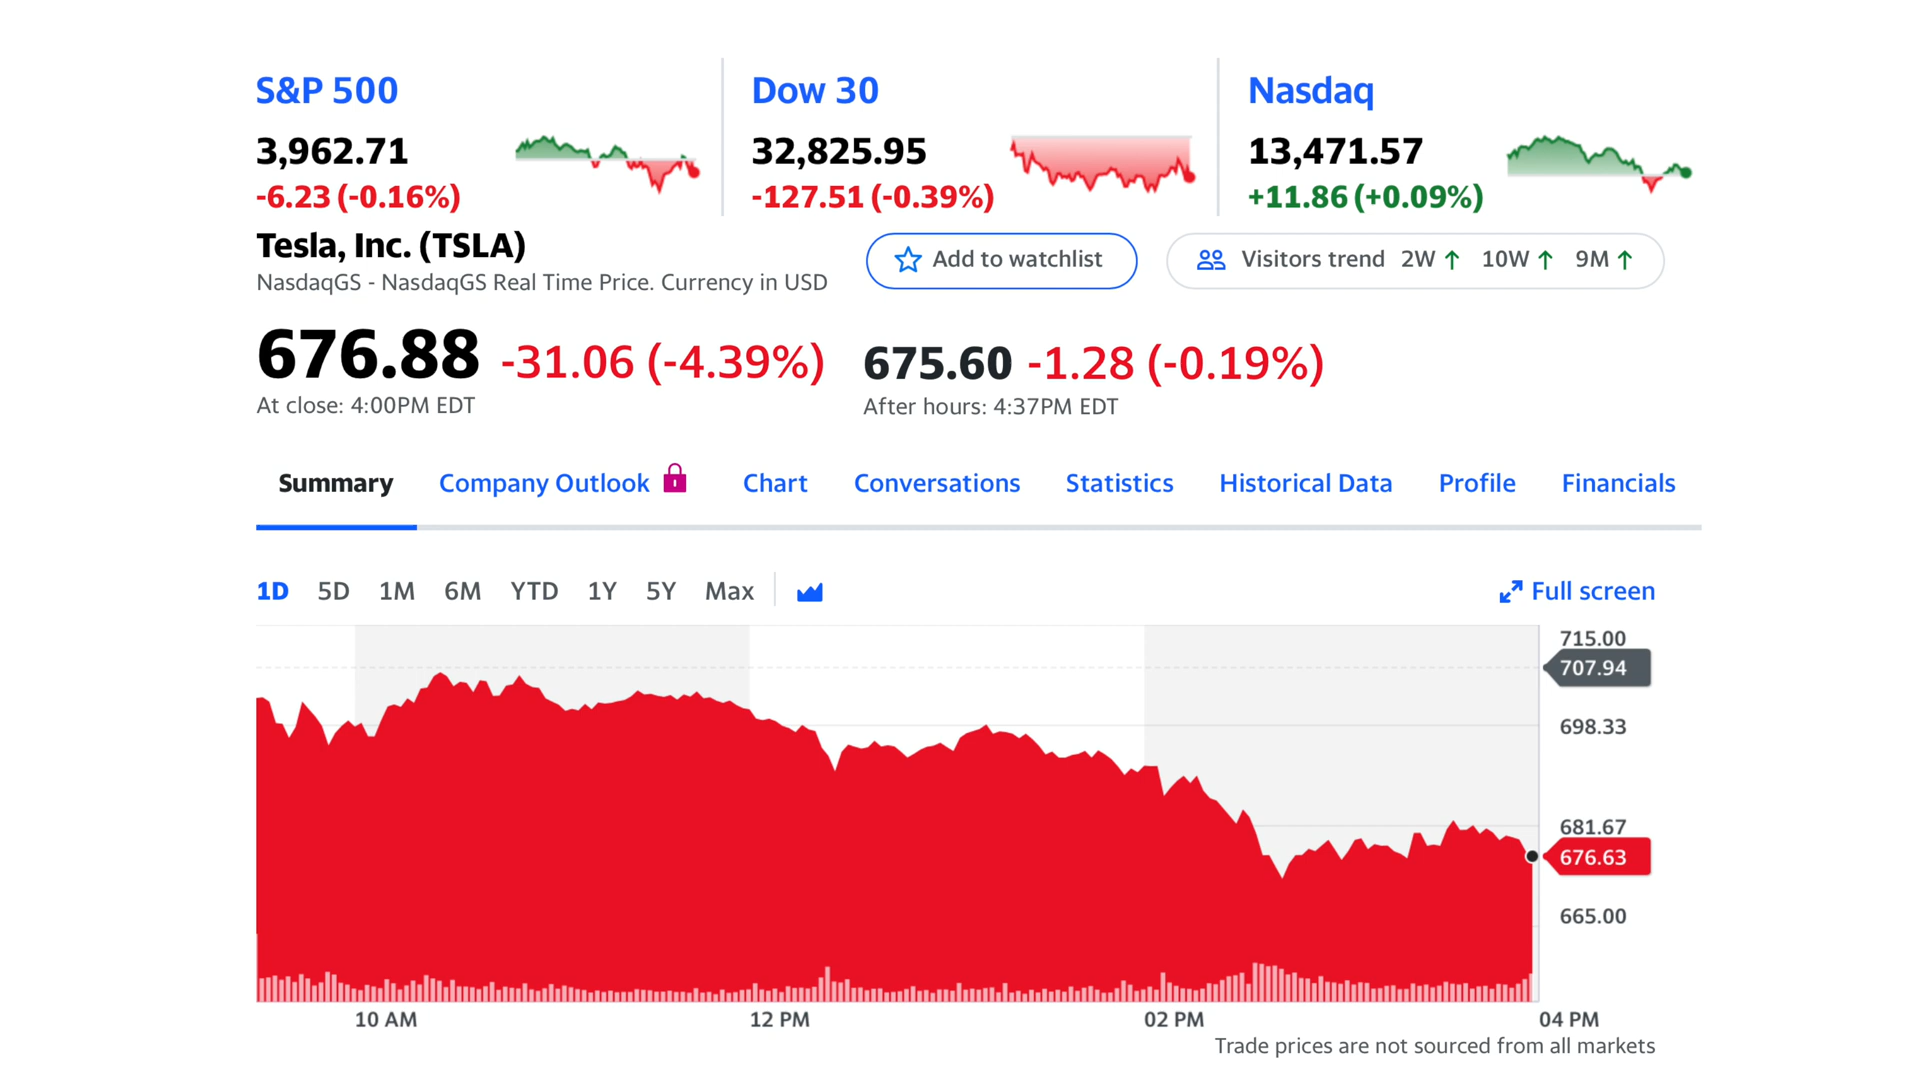 S&P 500
3,962.71
-6.23 (-0.16%)
Dow 30
32,825.95
-127.51 (-0.39%)
Nasdaq
13,471.57
+11.86 (+0.09%)
Tesla, Inc. (TSLA)
NasdaqGS - NasdaqGS Real Time Price. Currency in USD
Add to watchlist
Visitors trend 2W ↑ 10W ↑ 9M ↑
676.88 -31.06 (-4.39%)
At close: 4:00PM EDT
675.60 -1.28 (-0.19%)
After hours: 4:37PM EDT
Summary Company Outlook Chart Conversations Statistics Historical Data Profile Financials
1D 5D 1M 6M YTD 1Y 5Y Max
Full screen
715.00
707.94
698.33
681.67
676.63
665.00
10 AM 12 PM 02 PM 04 PM
Trade prices are not sourced from all markets